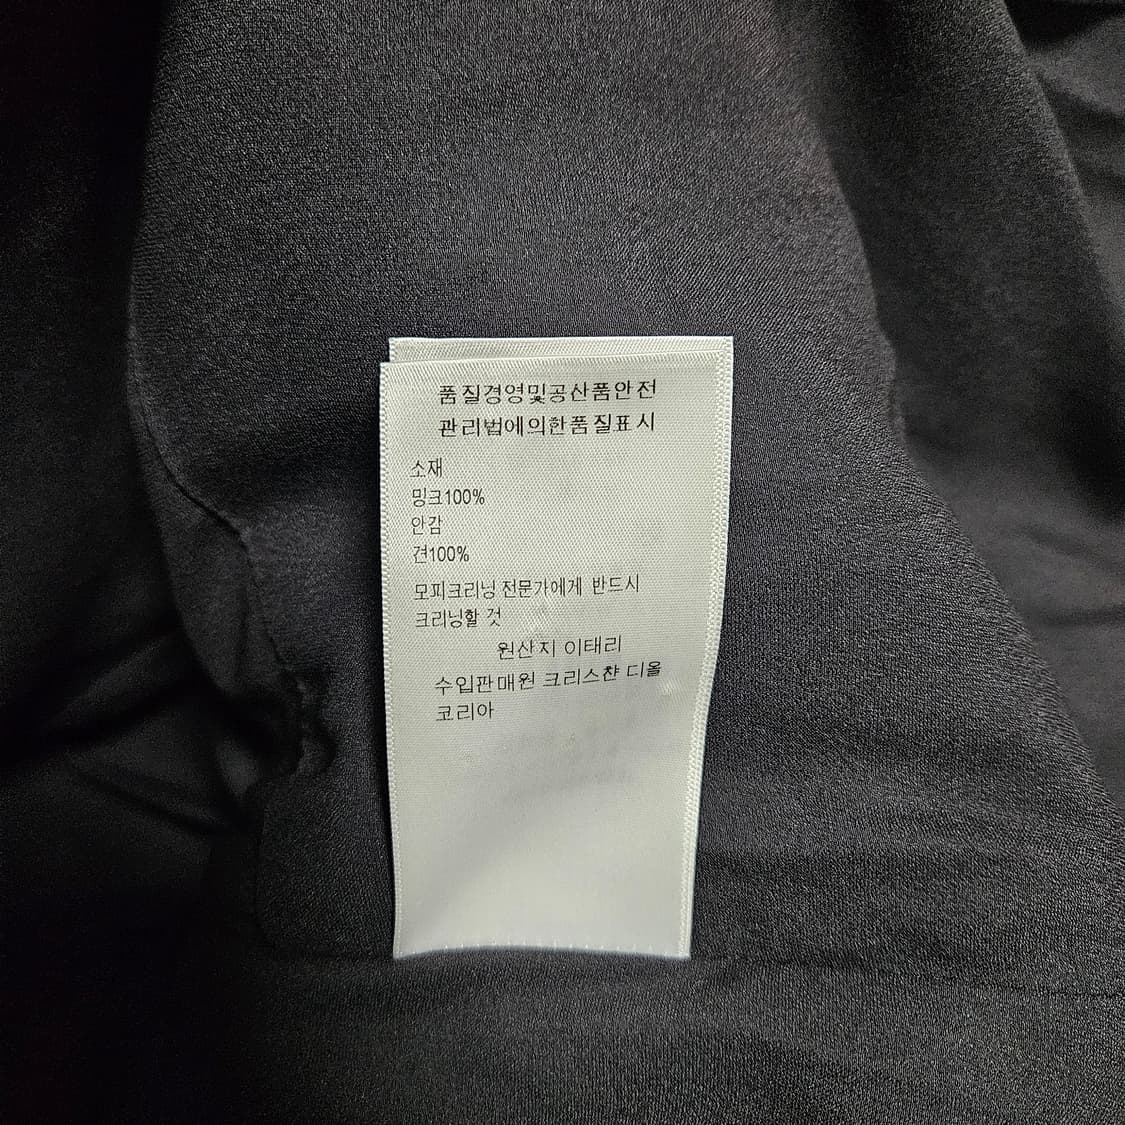 품질경영및공산품안전
관리법에의한품질표시
소재
밍크100%
안감
견100%
모피크리닝 전문가에게 반드시
크리닝할 것
원산지 이태리
수입판매원 크리스챤 디올
코리아